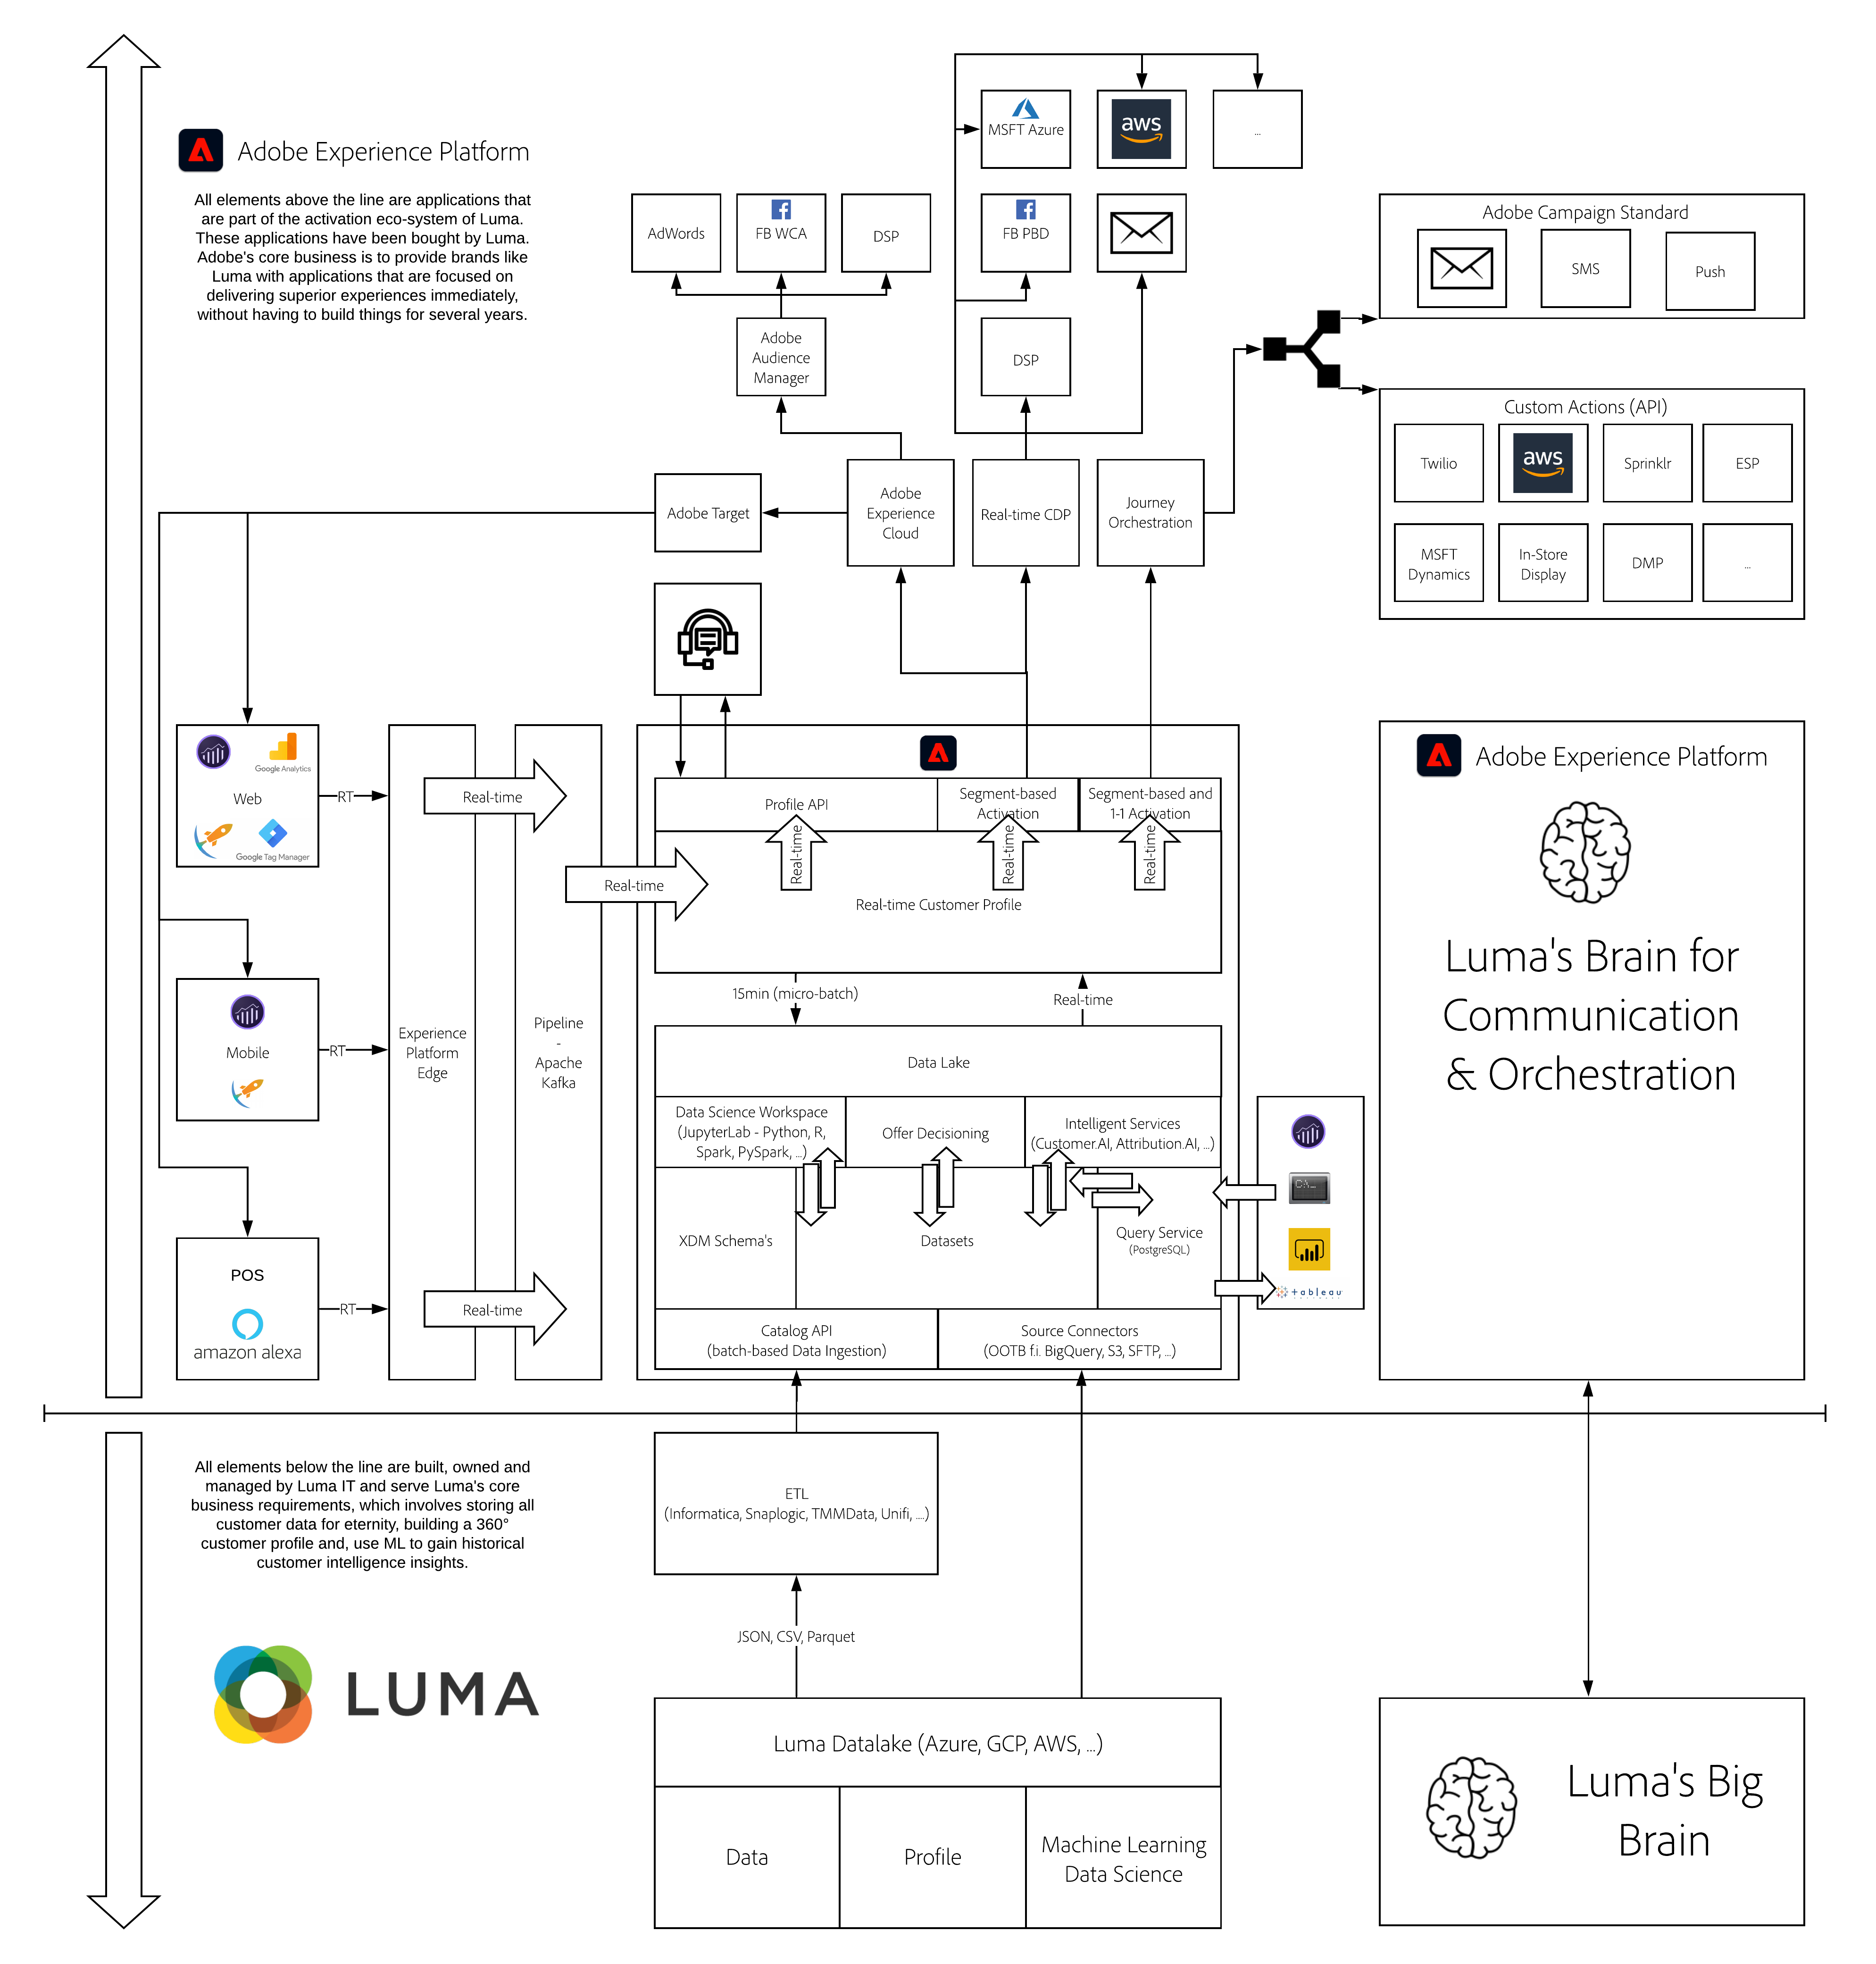 Adobe Experience Platform
All elements above the line are applications that
are part of the activation eco-system of Luma.
These applications have been bought by Luma.
Adobe's core business is to provide brands like
Luma with applications that are focused on
delivering superior experiences immediately,
without having to build things for several years.
MSFT Azure
aws
...
AdWords
FB WCA
DSP
FB PBD
Adobe
Audience
Manager
DSP
Adobe Campaign Standard
SMS
Push
Custom Actions (API)
Twilio
aws
Sprinklr
ESP
MSFT
Dynamics
In-Store
Display
DMP
...
Adobe Target
Adobe
Experience
Cloud
Real-time CDP
Journey
Orchestration
Google Analytics
Web
Google Tag Manager
RT
Mobile
RT
POS
amazon alexa
RT
Experience
Platform
Edge
Pipeline
-
Apache
Kafka
Real-time
Real-time
Real-time
Profile API
Segment-based
Activation
Segment-based and
1-1 Activation
Real-time
Real-time
Real-time
Real-time Customer Profile
15min (micro-batch)
Real-time
Data Lake
Data Science Workspace
(JupyterLab - Python, R,
Spark, PySpark, ...)
Offer Decisioning
Intelligent Services
(Customer.AI, Attribution.AI, ...)
XDM Schema's
Datasets
Query Service
(PostgreSQL)
Catalog API
(batch-based Data Ingestion)
Source Connectors
(OOTB f.i. BigQuery, S3, SFTP, ...)
C:\_
+ableau
Adobe Experience Platform
Luma's Brain for
Communication
& Orchestration
All elements below the line are built, owned and
managed by Luma IT and serve Luma's core
business requirements, which involves storing all
customer data for eternity, building a 360°
customer profile and, use ML to gain historical
customer intelligence insights.
LUMA
ETL
(Informatica, Snaplogic, TMMData, Unifi, ....)
JSON, CSV, Parquet
Luma Datalake (Azure, GCP, AWS, ...)
Data
Profile
Machine Learning
Data Science
Luma's Big
Brain